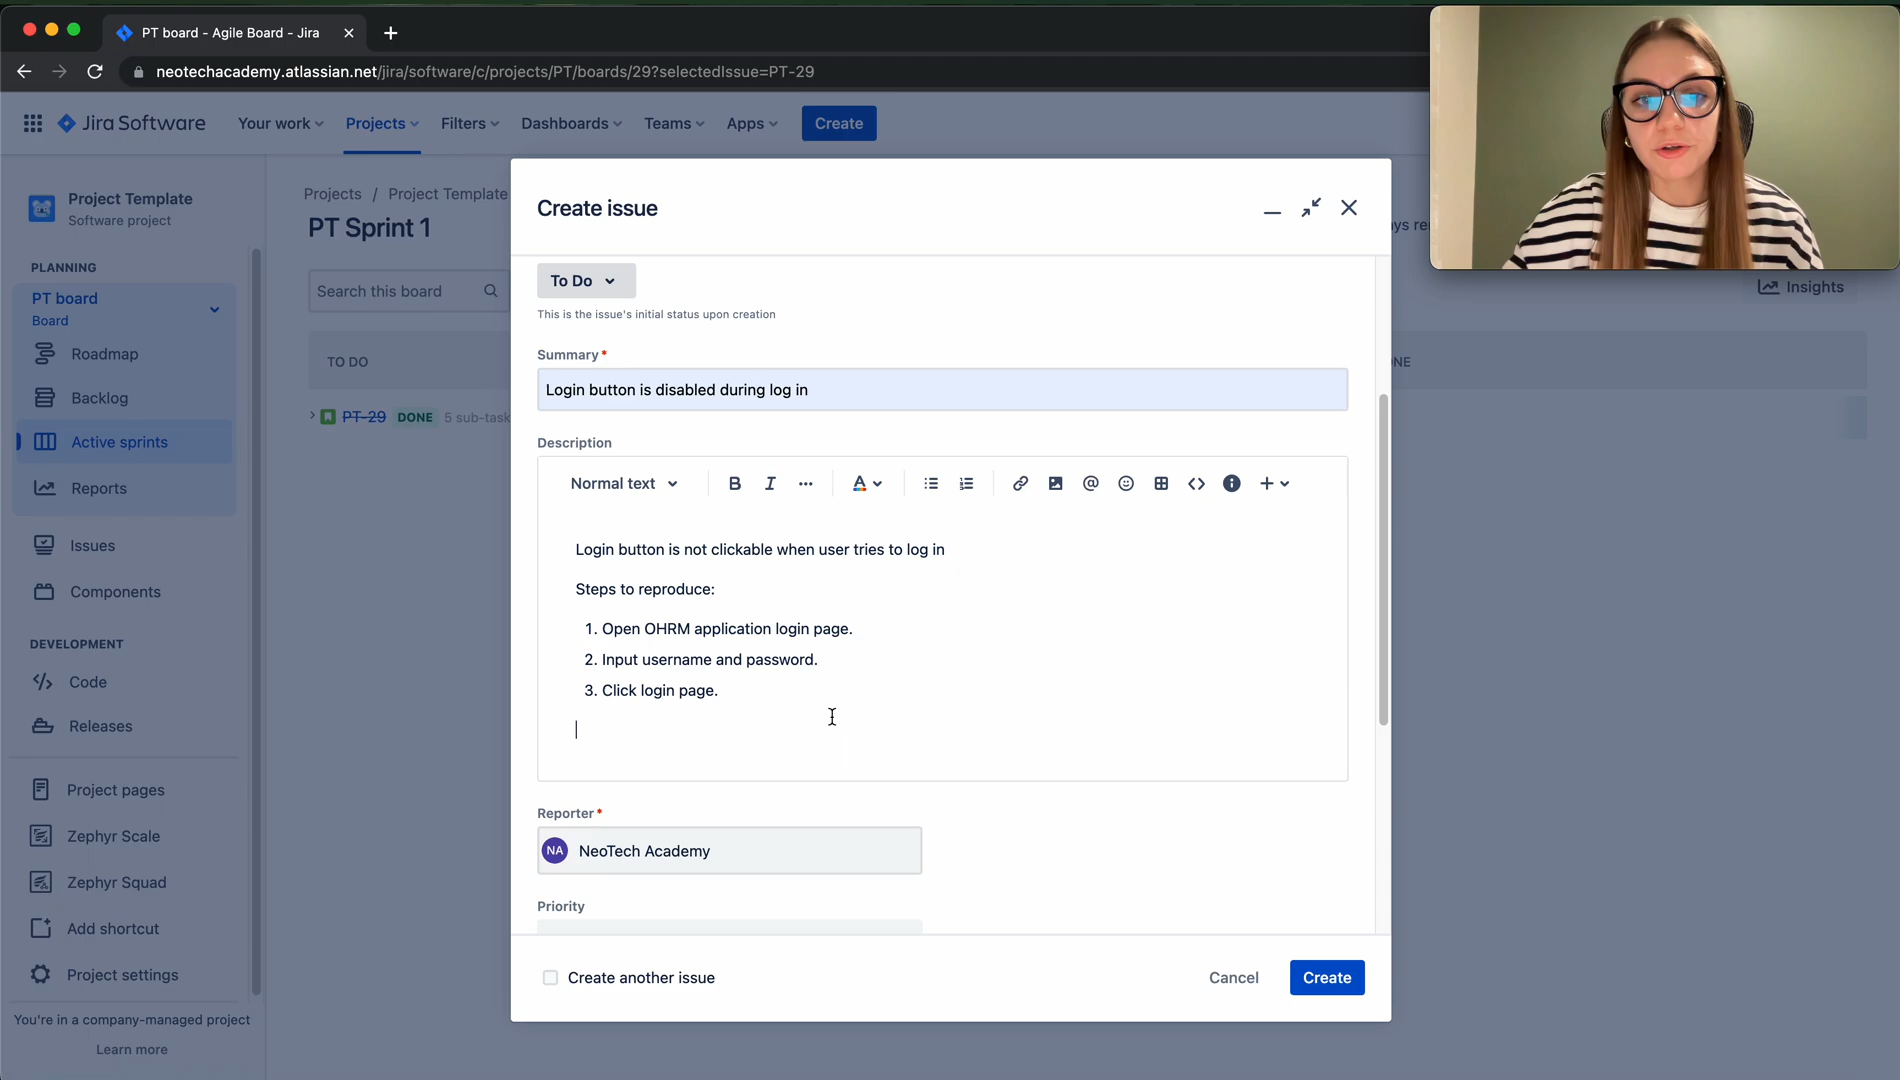 PT board - Agile Board - Jira
neotechacademy.atlassian.net/jira/software/c/projects/PT/boards/29?selectedIssue=PT-29
Jira Software Your work Projects Filters Dashboards Teams Apps Create
Project Template
Software project
PLANNING
PT board
Board
Roadmap
Backlog
Active sprints
Reports
Issues
Components
DEVELOPMENT
Code
Releases
Project pages
Zephyr Scale
Zephyr Squad
Add shortcut
Project settings
You're in a company-managed project
Learn more
Projects / Project Template
PT Sprint 1
Search this board
Insights
TO DO
PT-29 DONE 5 sub-task
Create issue
To Do
This is the issue's initial status upon creation
Summary*
Login button is disabled during log in
Description
Normal text B I ... A
Login button is not clickable when user tries to log in
Steps to reproduce:
1. Open OHRM application login page.
2. Input username and password.
3. Click login page.
Reporter*
NA NeoTech Academy
Priority
Create another issue
Cancel Create